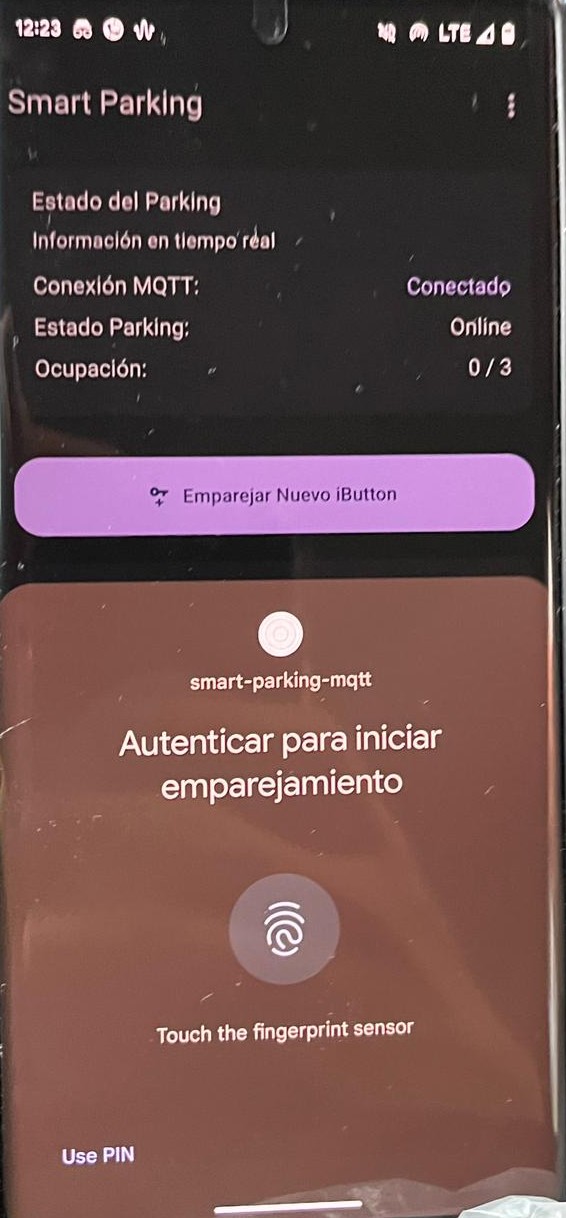 12:23 LTE
Smart Parking
Estado del Parking
Información en tiempo real
Conexión MQTT: Conectado
Estado Parking: Online
Ocupación: 0 / 3
Emparejar Nuevo iButton
smart-parking-mqtt
Autenticar para iniciar
emparejamiento
Touch the fingerprint sensor
Use PIN